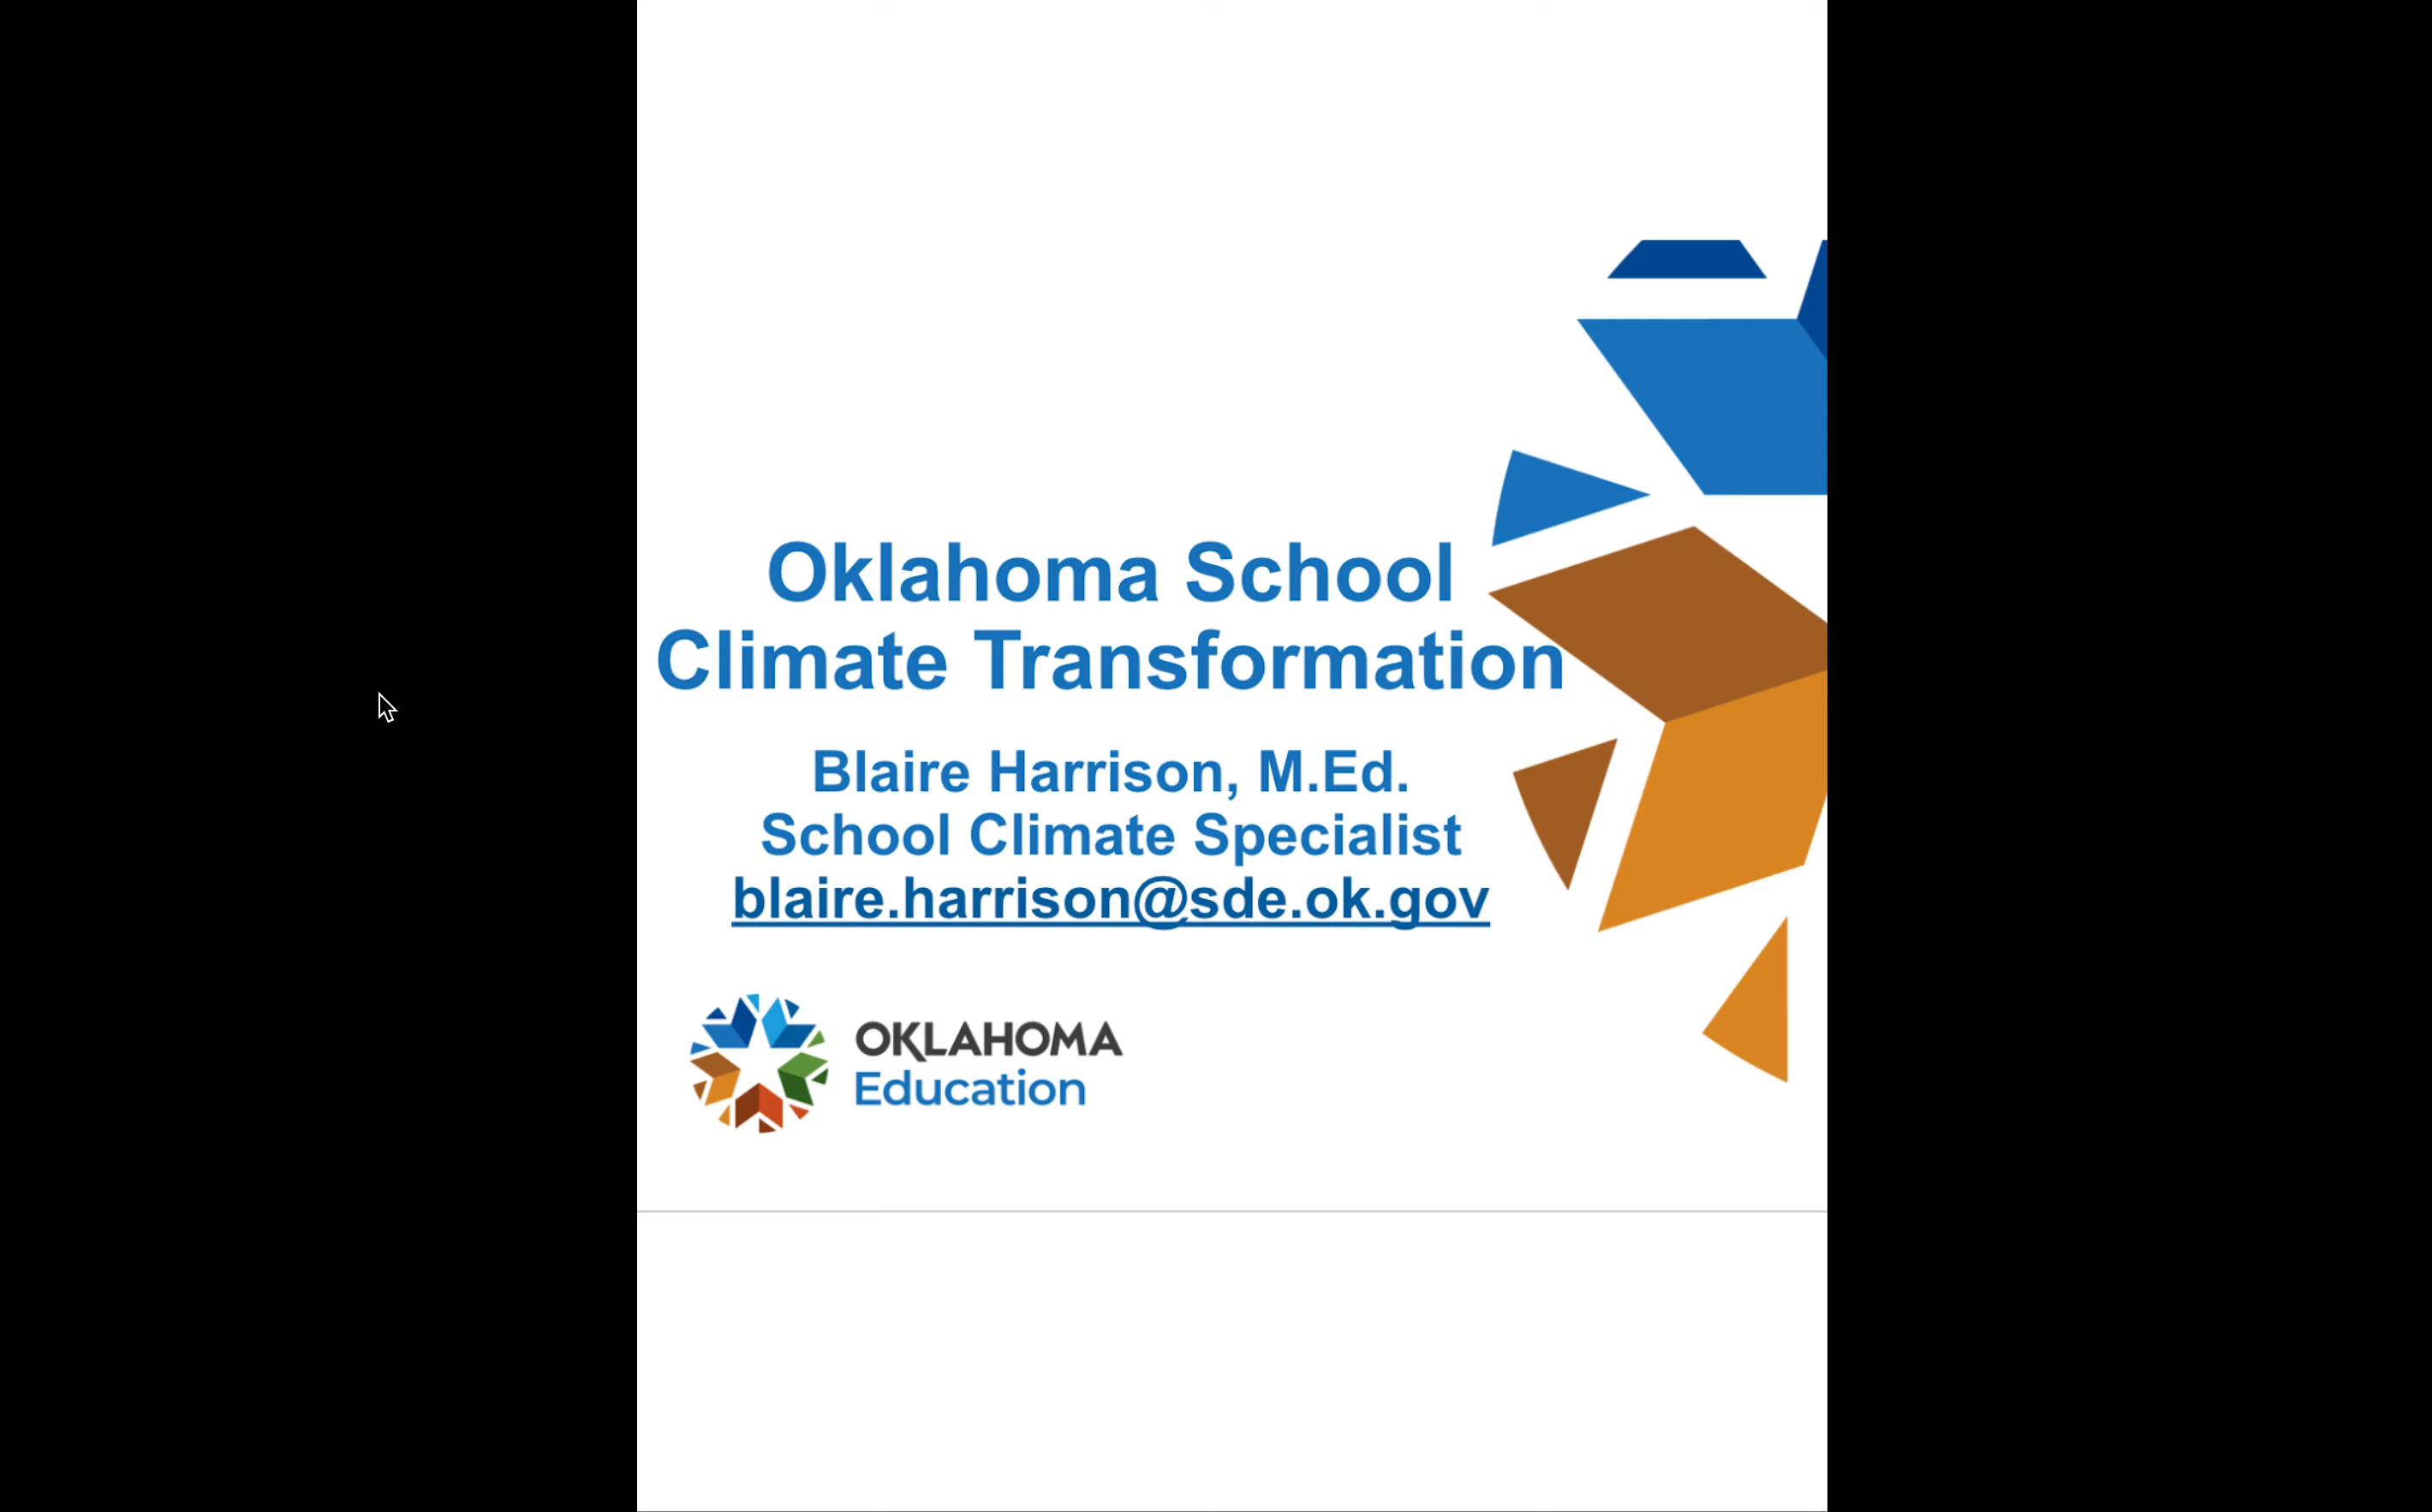 Oklahoma School
Climate Transformation
Blaire Harrison, M.Ed.
School Climate Specialist
blaire.harrison@sde.ok.gov
OKLAHOMA
Education